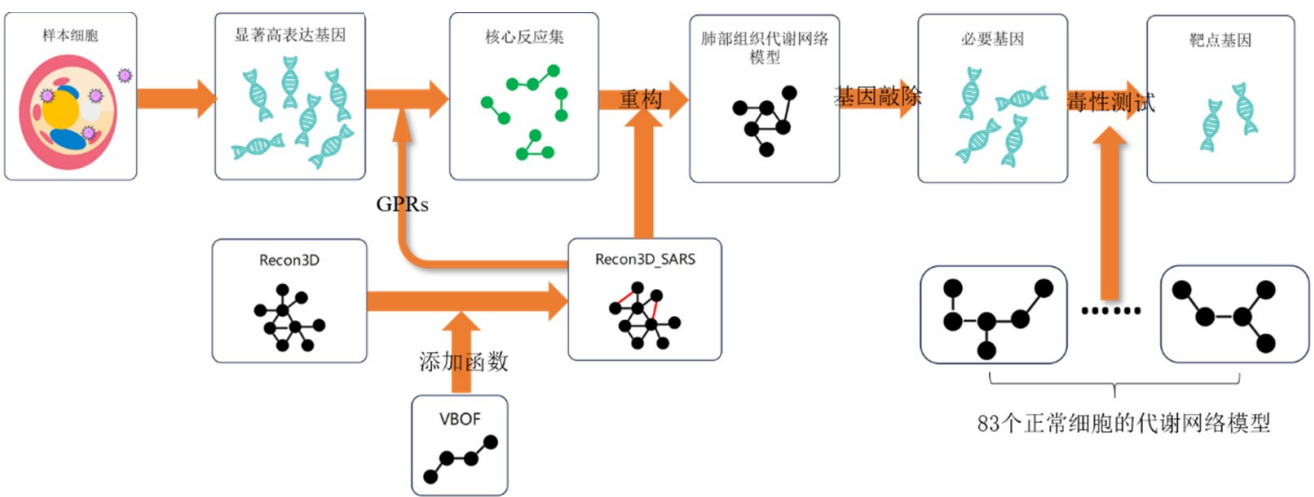 样本细胞
显著高表达基因
核心反应集
肺部组织代谢网络
模型
必要基因
靶点基因
重构
基因敲除
毒性测试
GPRs
Recon3D
Recon3D_SARS
添加函数
VBOF
83个正常细胞的代谢网络模型